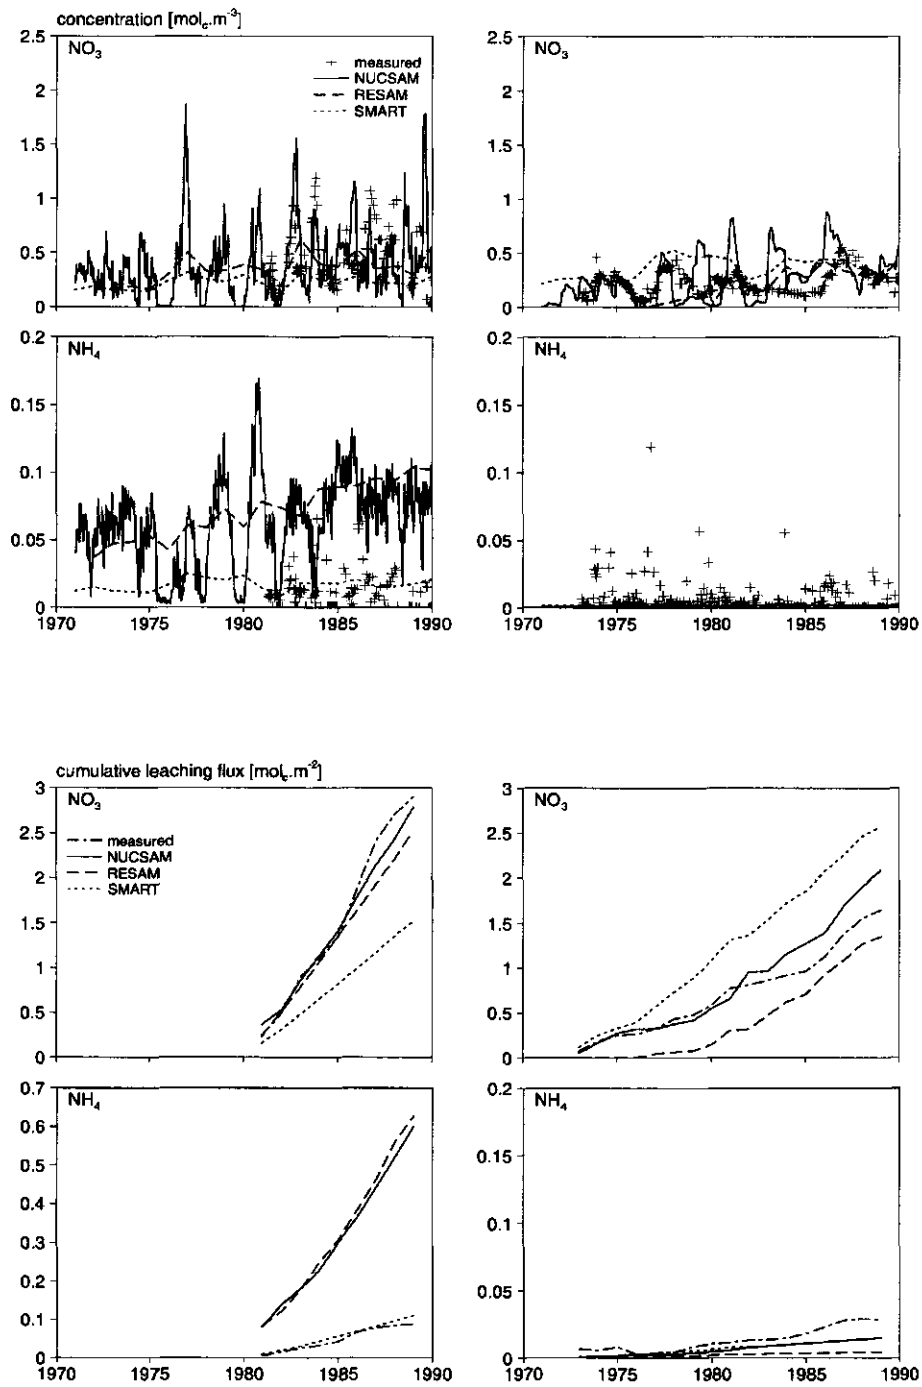 concentration [molc.m-3]
2.5
NO3
2
1.5
1
0.5
0
measured
NUCSAM
RESAM
SMART
2.5
NO3
2
1.5
1
0.5
0
0.2
NH4
0.15
0.1
0.05
0
1970 1975 1980 1985 1990
0.2
NH4
0.15
0.1
0.05
0
1970 1975 1980 1985 1990
cumulative leaching flux [molc.m-2]
3
NO3
2.5
2
1.5
1
0.5
0
measured
NUCSAM
RESAM
SMART
3
NO3
2.5
2
1.5
1
0.5
0
0.7
NH4
0.6
0.5
0.4
0.3
0.2
0.1
0
1970 1975 1980 1985 1990
0.2
NH4
0.15
0.1
0.05
0
1970 1975 1980 1985 1990